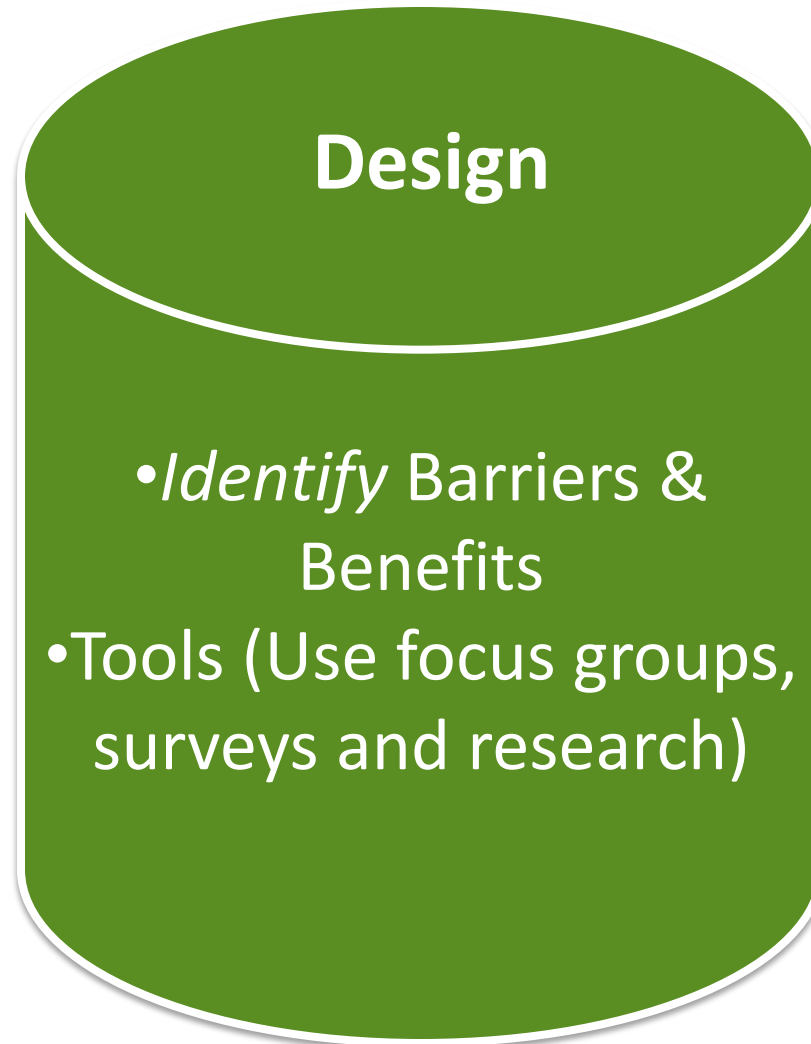 Design
•Identify Barriers &
Benefits
•Tools (Use focus groups,
surveys and research)